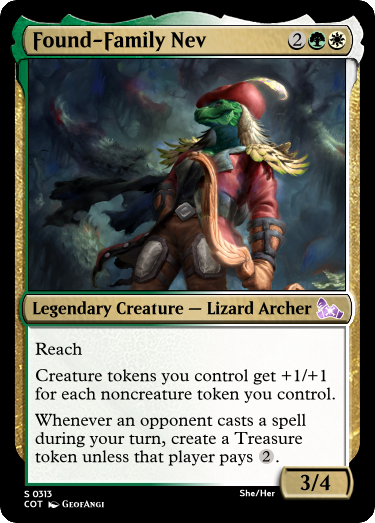 Found-Family Nev 2
Legendary Creature — Lizard Archer
Reach
Creature tokens you control get +1/+1
for each noncreature token you control.
Whenever an opponent casts a spell
during your turn, create a Treasure
token unless that player pays 2.
3/4
S 0313 She/Her
COT GeofAngi